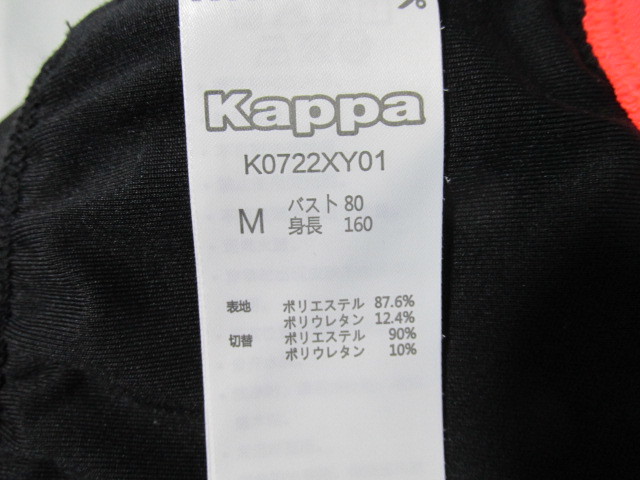 Kappa
K0722XY01
M バスト 80
身長 160
表地 ポリエステル 87.6%
ポリウレタン 12.4%
切替 ポリエステル 90%
ポリウレタン 10%